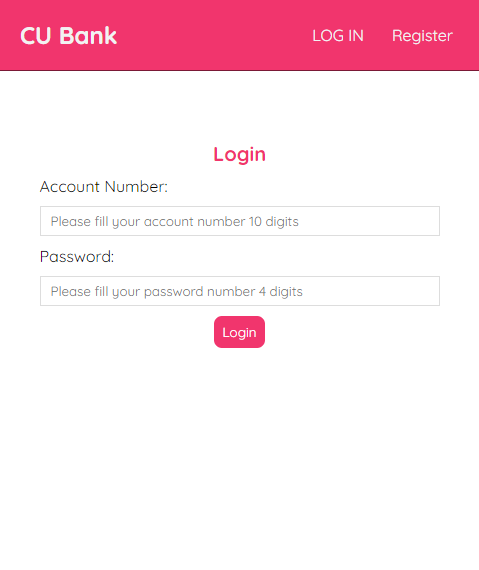 CU Bank LOG IN Register
Login
Account Number:
Please fill your account number 10 digits
Password:
Please fill your password number 4 digits
Login